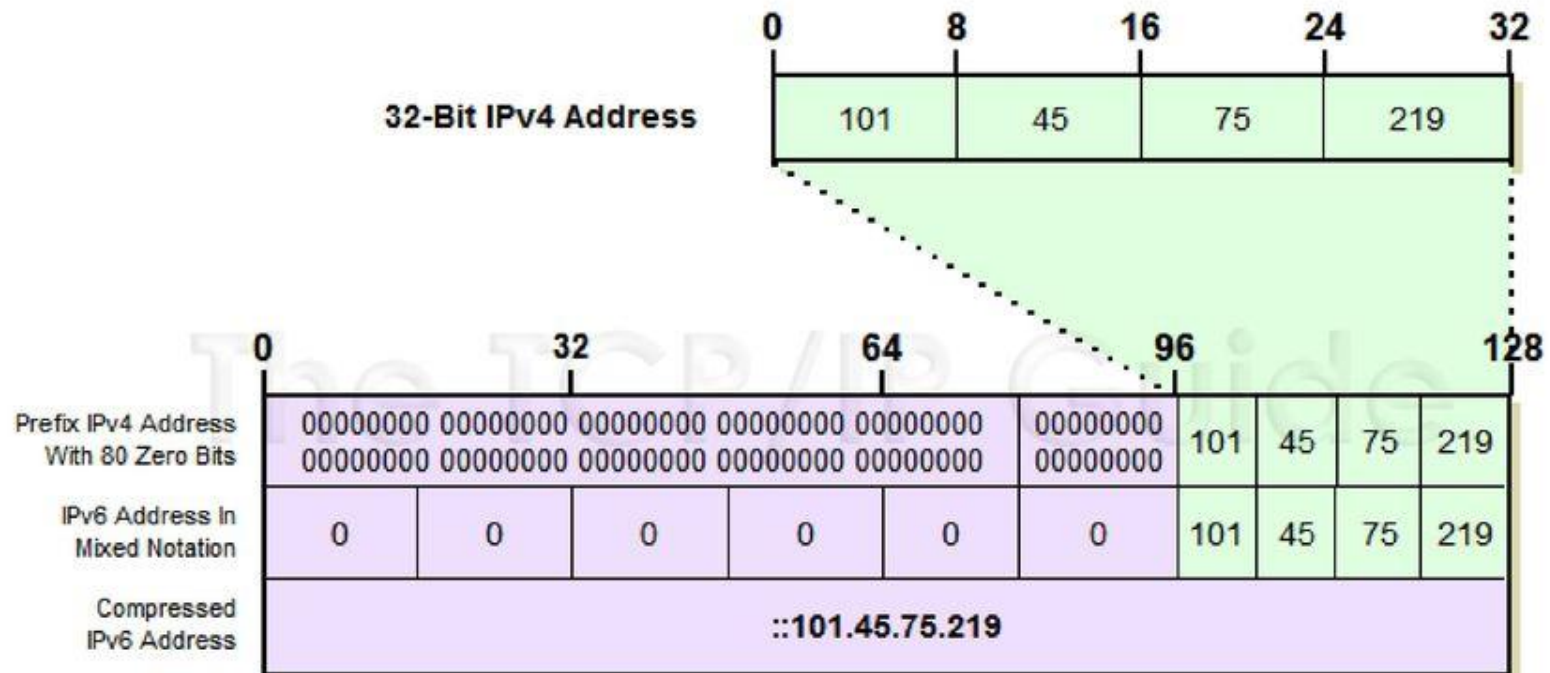 0 8 16 24 32
32-Bit IPv4 Address 101 45 75 219
The TCP/IP Guide
0 32 64 96 128
Prefix IPv4 Address
With 80 Zero Bits
00000000 00000000 00000000 00000000 00000000 00000000
00000000 00000000 00000000 00000000 00000000 00000000
101 45 75 219
IPv6 Address In
Mixed Notation
0 0 0 0 0 0 101 45 75 219
Compressed
IPv6 Address
::101.45.75.219